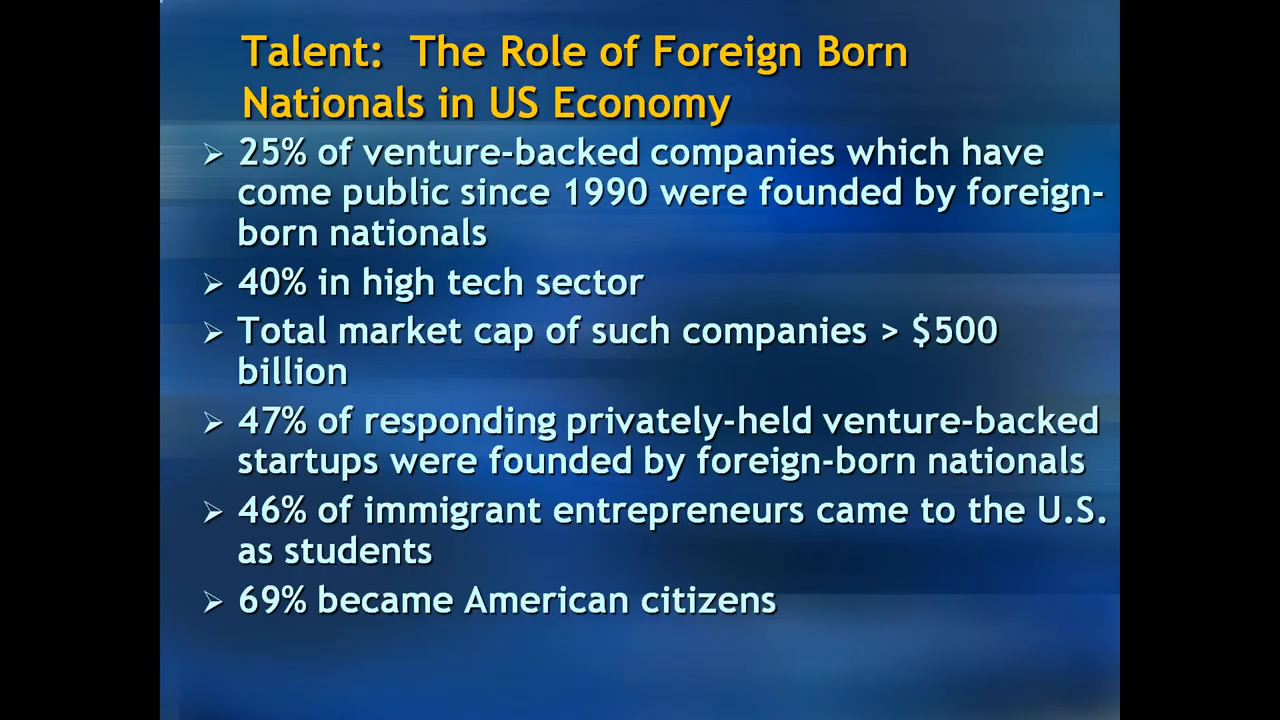 Talent:  The Role of Foreign Born
Nationals in US Economy
➢ 25% of venture-backed companies which have
come public since 1990 were founded by foreign-
born nationals
➢ 40% in high tech sector
➢ Total market cap of such companies > $500
billion
➢ 47% of responding privately-held venture-backed
startups were founded by foreign-born nationals
➢ 46% of immigrant entrepreneurs came to the U.S.
as students
➢ 69% became American citizens